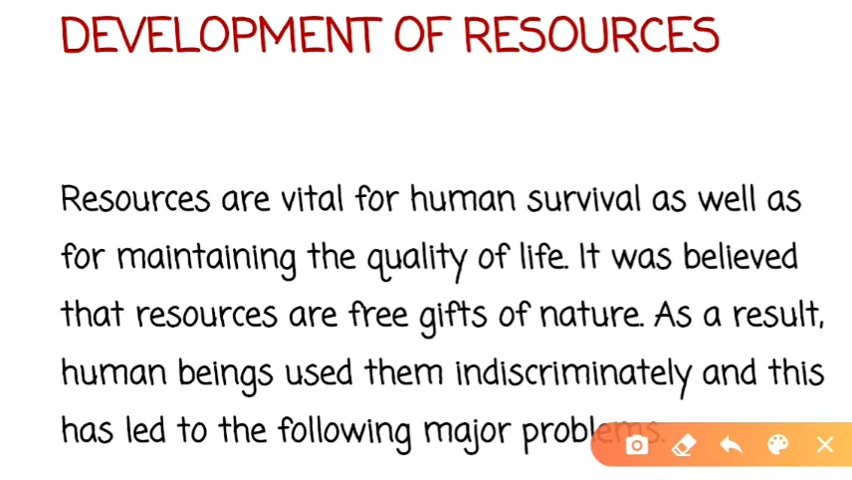 DEVELOPMENT OF RESOURCES
Resources are vital for human survival as well as
for maintaining the quality of life. It was believed
that resources are free gifts of nature. As a result,
human beings used them indiscriminately and this
has led to the following major problems.